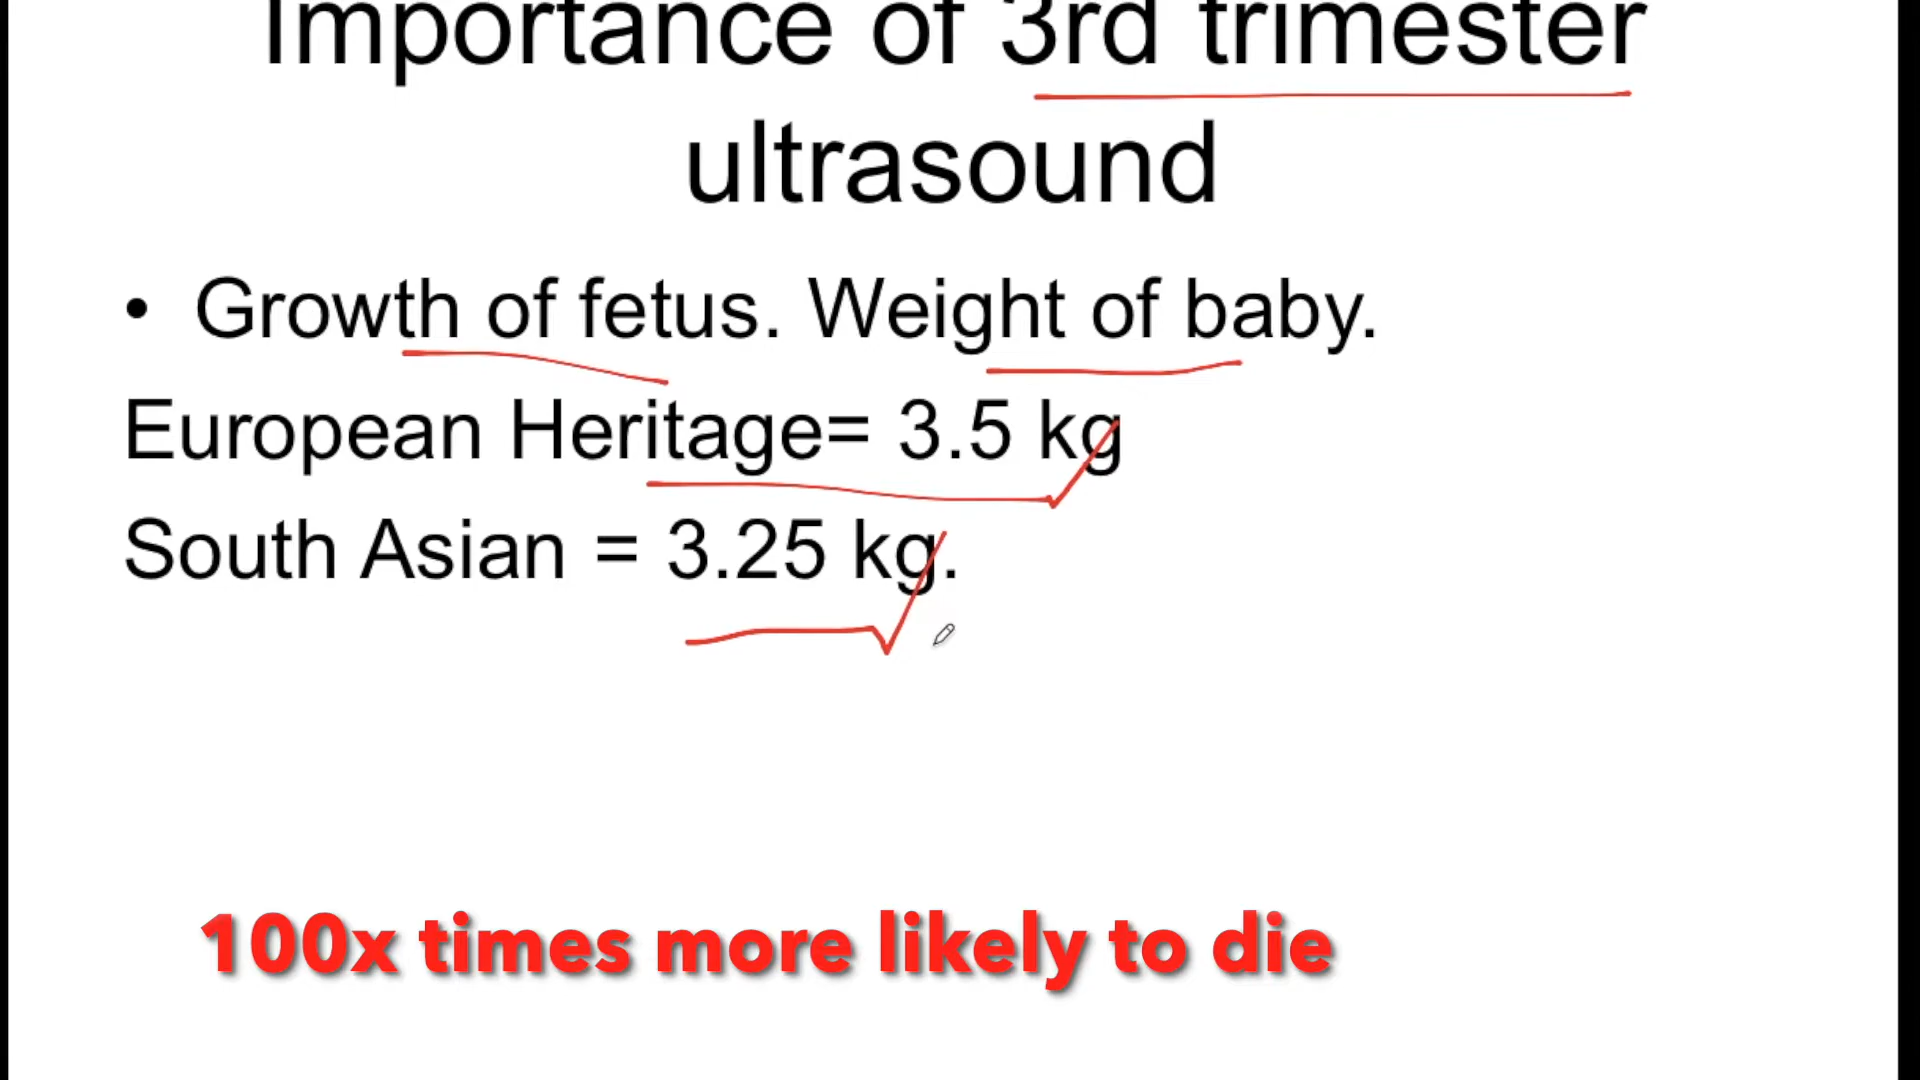 Importance of 3rd trimester
ultrasound
• Growth of fetus. Weight of baby.
European Heritage= 3.5 kg
South Asian = 3.25 kg.
100x times more likely to die